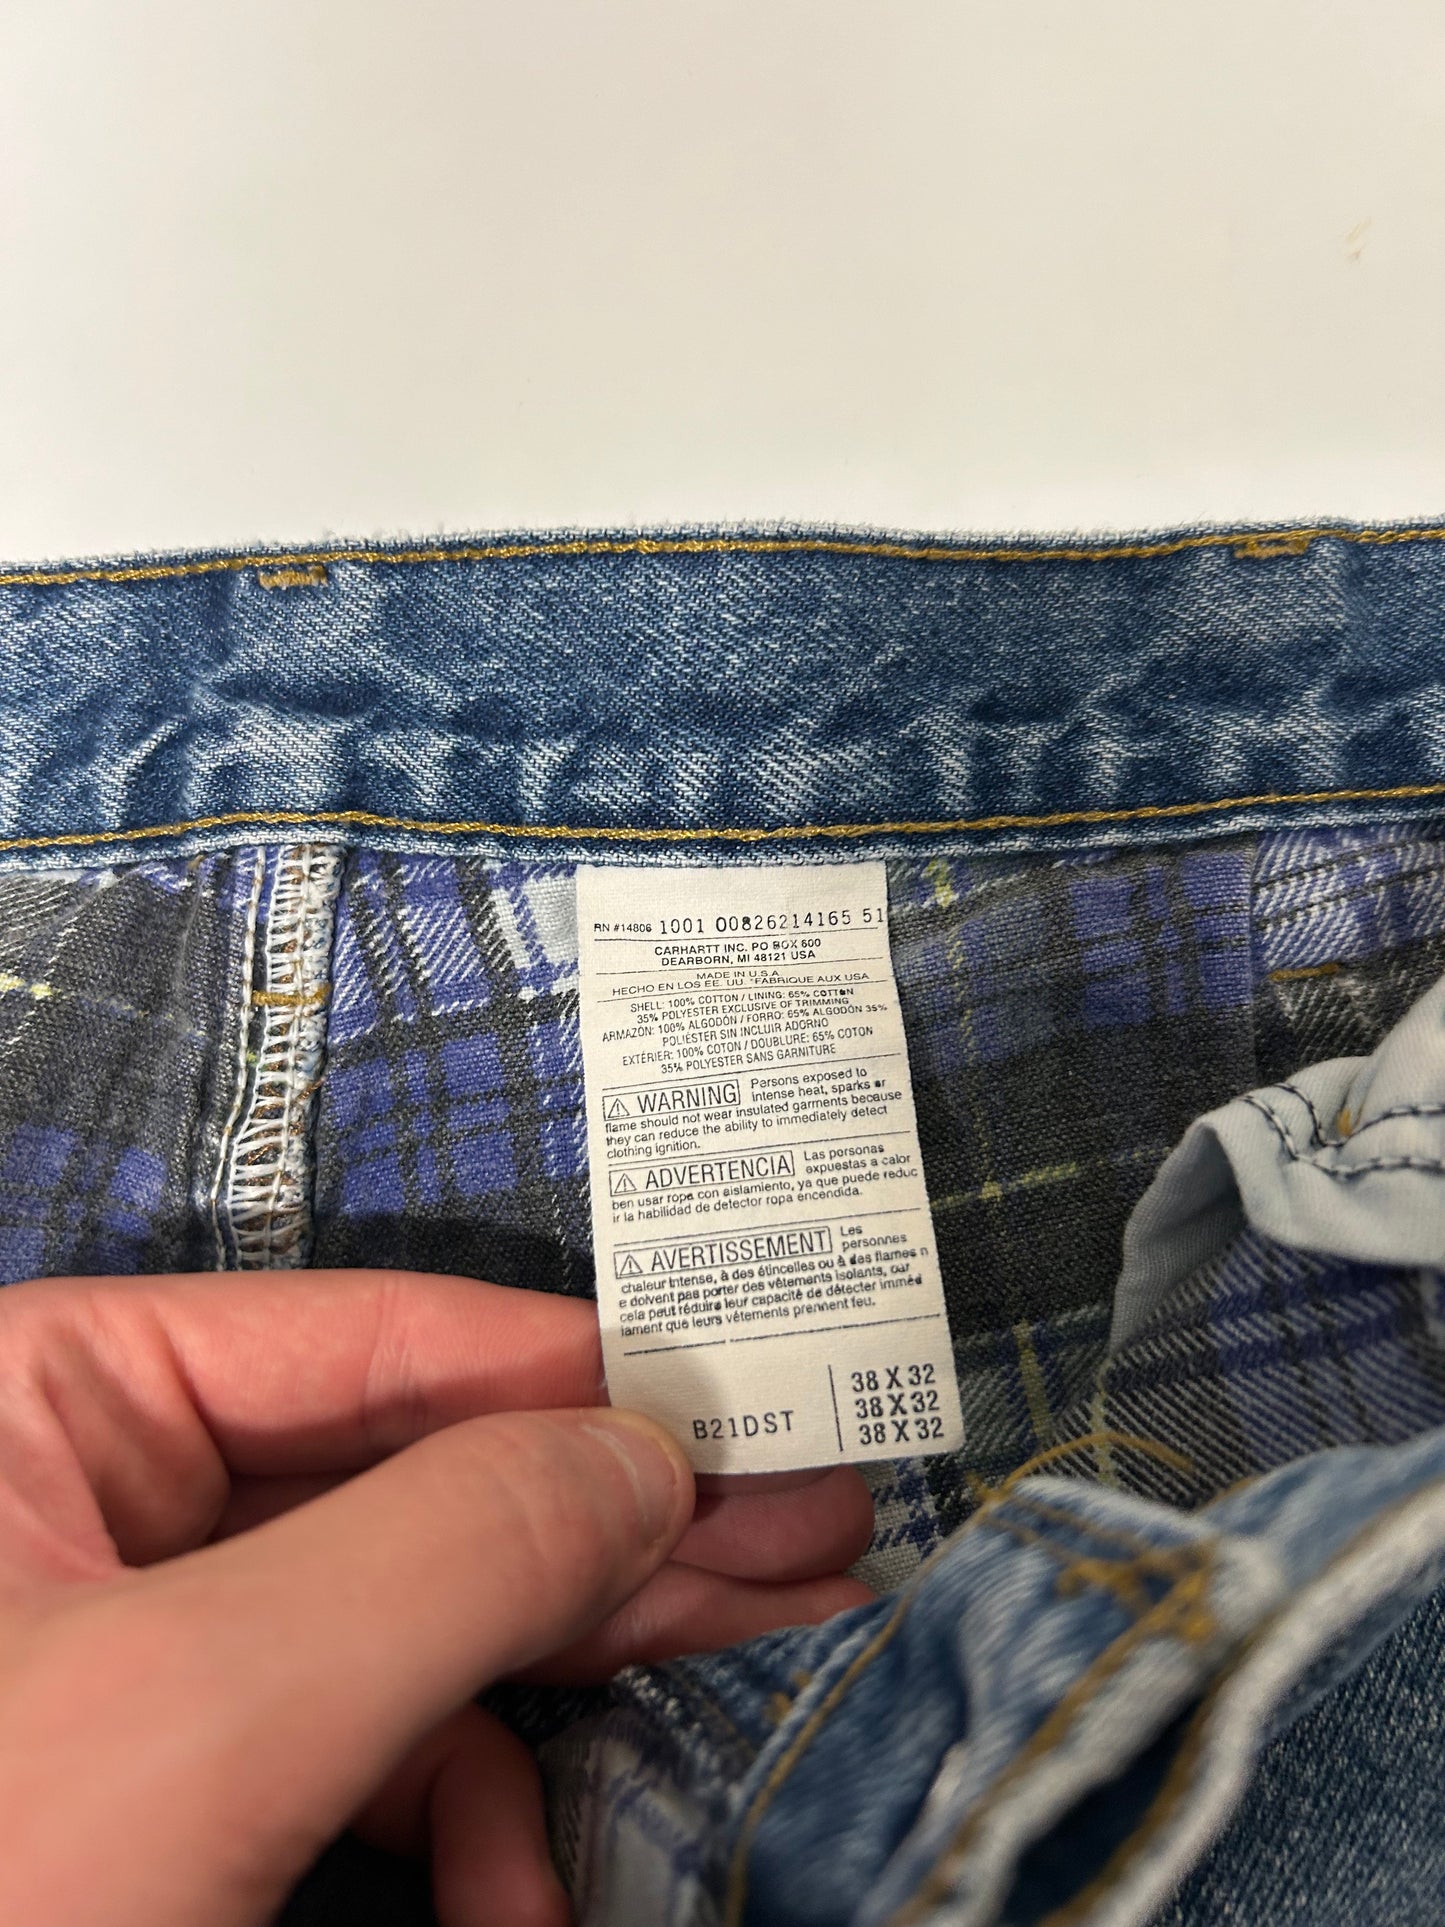 RN #14806 1001 00826214165 51
CARHARTT INC. PO BOX 600
DEARBORN, MI 48121 USA
MADE IN U.S.A
HECHO EN LOS EE. UU. *FABRIQUE AUX USA
SHELL: 100% COTTON / LINING: 65% COTTON
35% POLYESTER EXCLUSIVE OF TRIMMING
ARMAZON: 100% ALGODÓN / FORRO: 65% ALGODÓN 35%
POLIÉSTER SIN INCLUIR ADORNO
EXTÉRIER: 100% COTON / DOUBLURE: 65% COTON
35% POLYESTER SANS GARNITURE
⚠ WARNING Persons exposed to
intense heat, sparks or
flame should not wear insulated garments because
they can reduce the ability to immediately detect
clothing ignition.
⚠ ADVERTENCIA Las personas
expuestas a calor
ben usar ropa con aislamiento, ya que puede reduc
ir la habilidad de detector ropa encendida.
⚠ AVERTISSEMENT Les
personnes
chaleur intense, à des étincelles ou à des flames n
e doivent pas porter des vêtements isolants, car
cela peut réduire leur capacité de détecter imméd
iament que leurs vêtements prennent feu.
B21DST
38 X 32
38 X 32
38 X 32